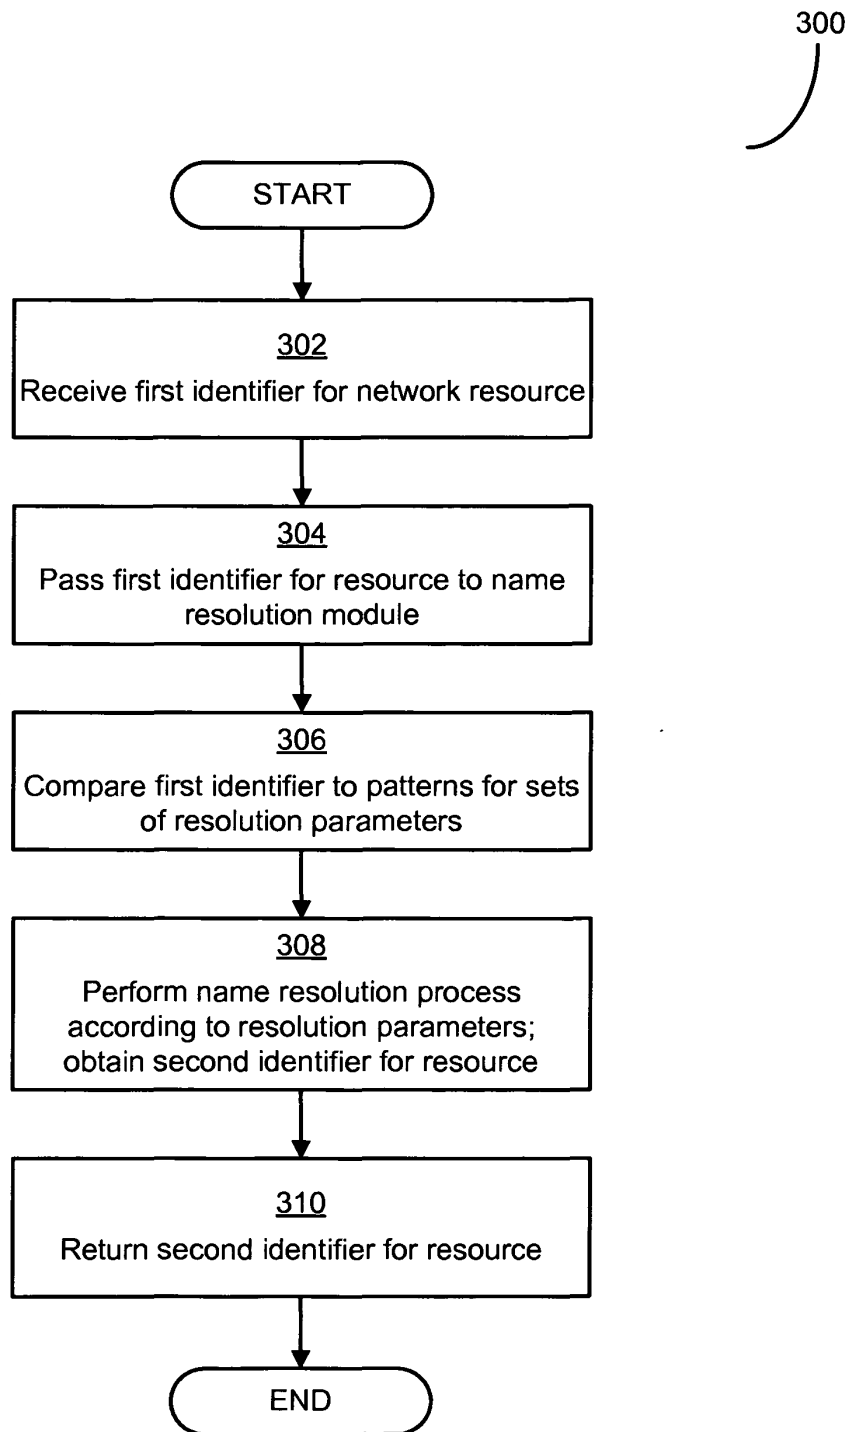 300
START
302
Receive first identifier for network resource
304
Pass first identifier for resource to name
resolution module
306
Compare first identifier to patterns for sets
of resolution parameters
308
Perform name resolution process
according to resolution parameters;
obtain second identifier for resource
310
Return second identifier for resource
END